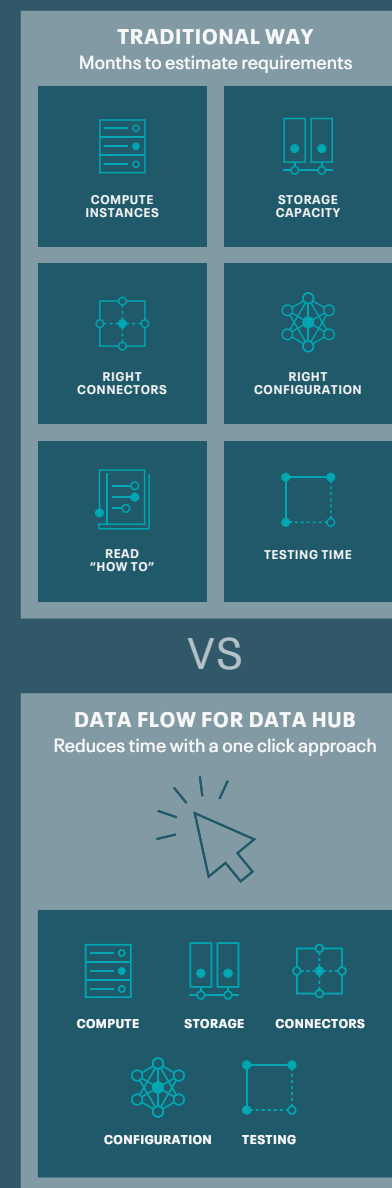 TRADITIONAL WAY
Months to estimate requirements
COMPUTE
INSTANCES
STORAGE
CAPACITY
RIGHT
CONNECTORS
RIGHT
CONFIGURATION
READ
“HOW TO”
TESTING TIME
VS
DATA FLOW FOR DATA HUB
Reduces time with a one click approach
COMPUTE
STORAGE
CONNECTORS
CONFIGURATION
TESTING